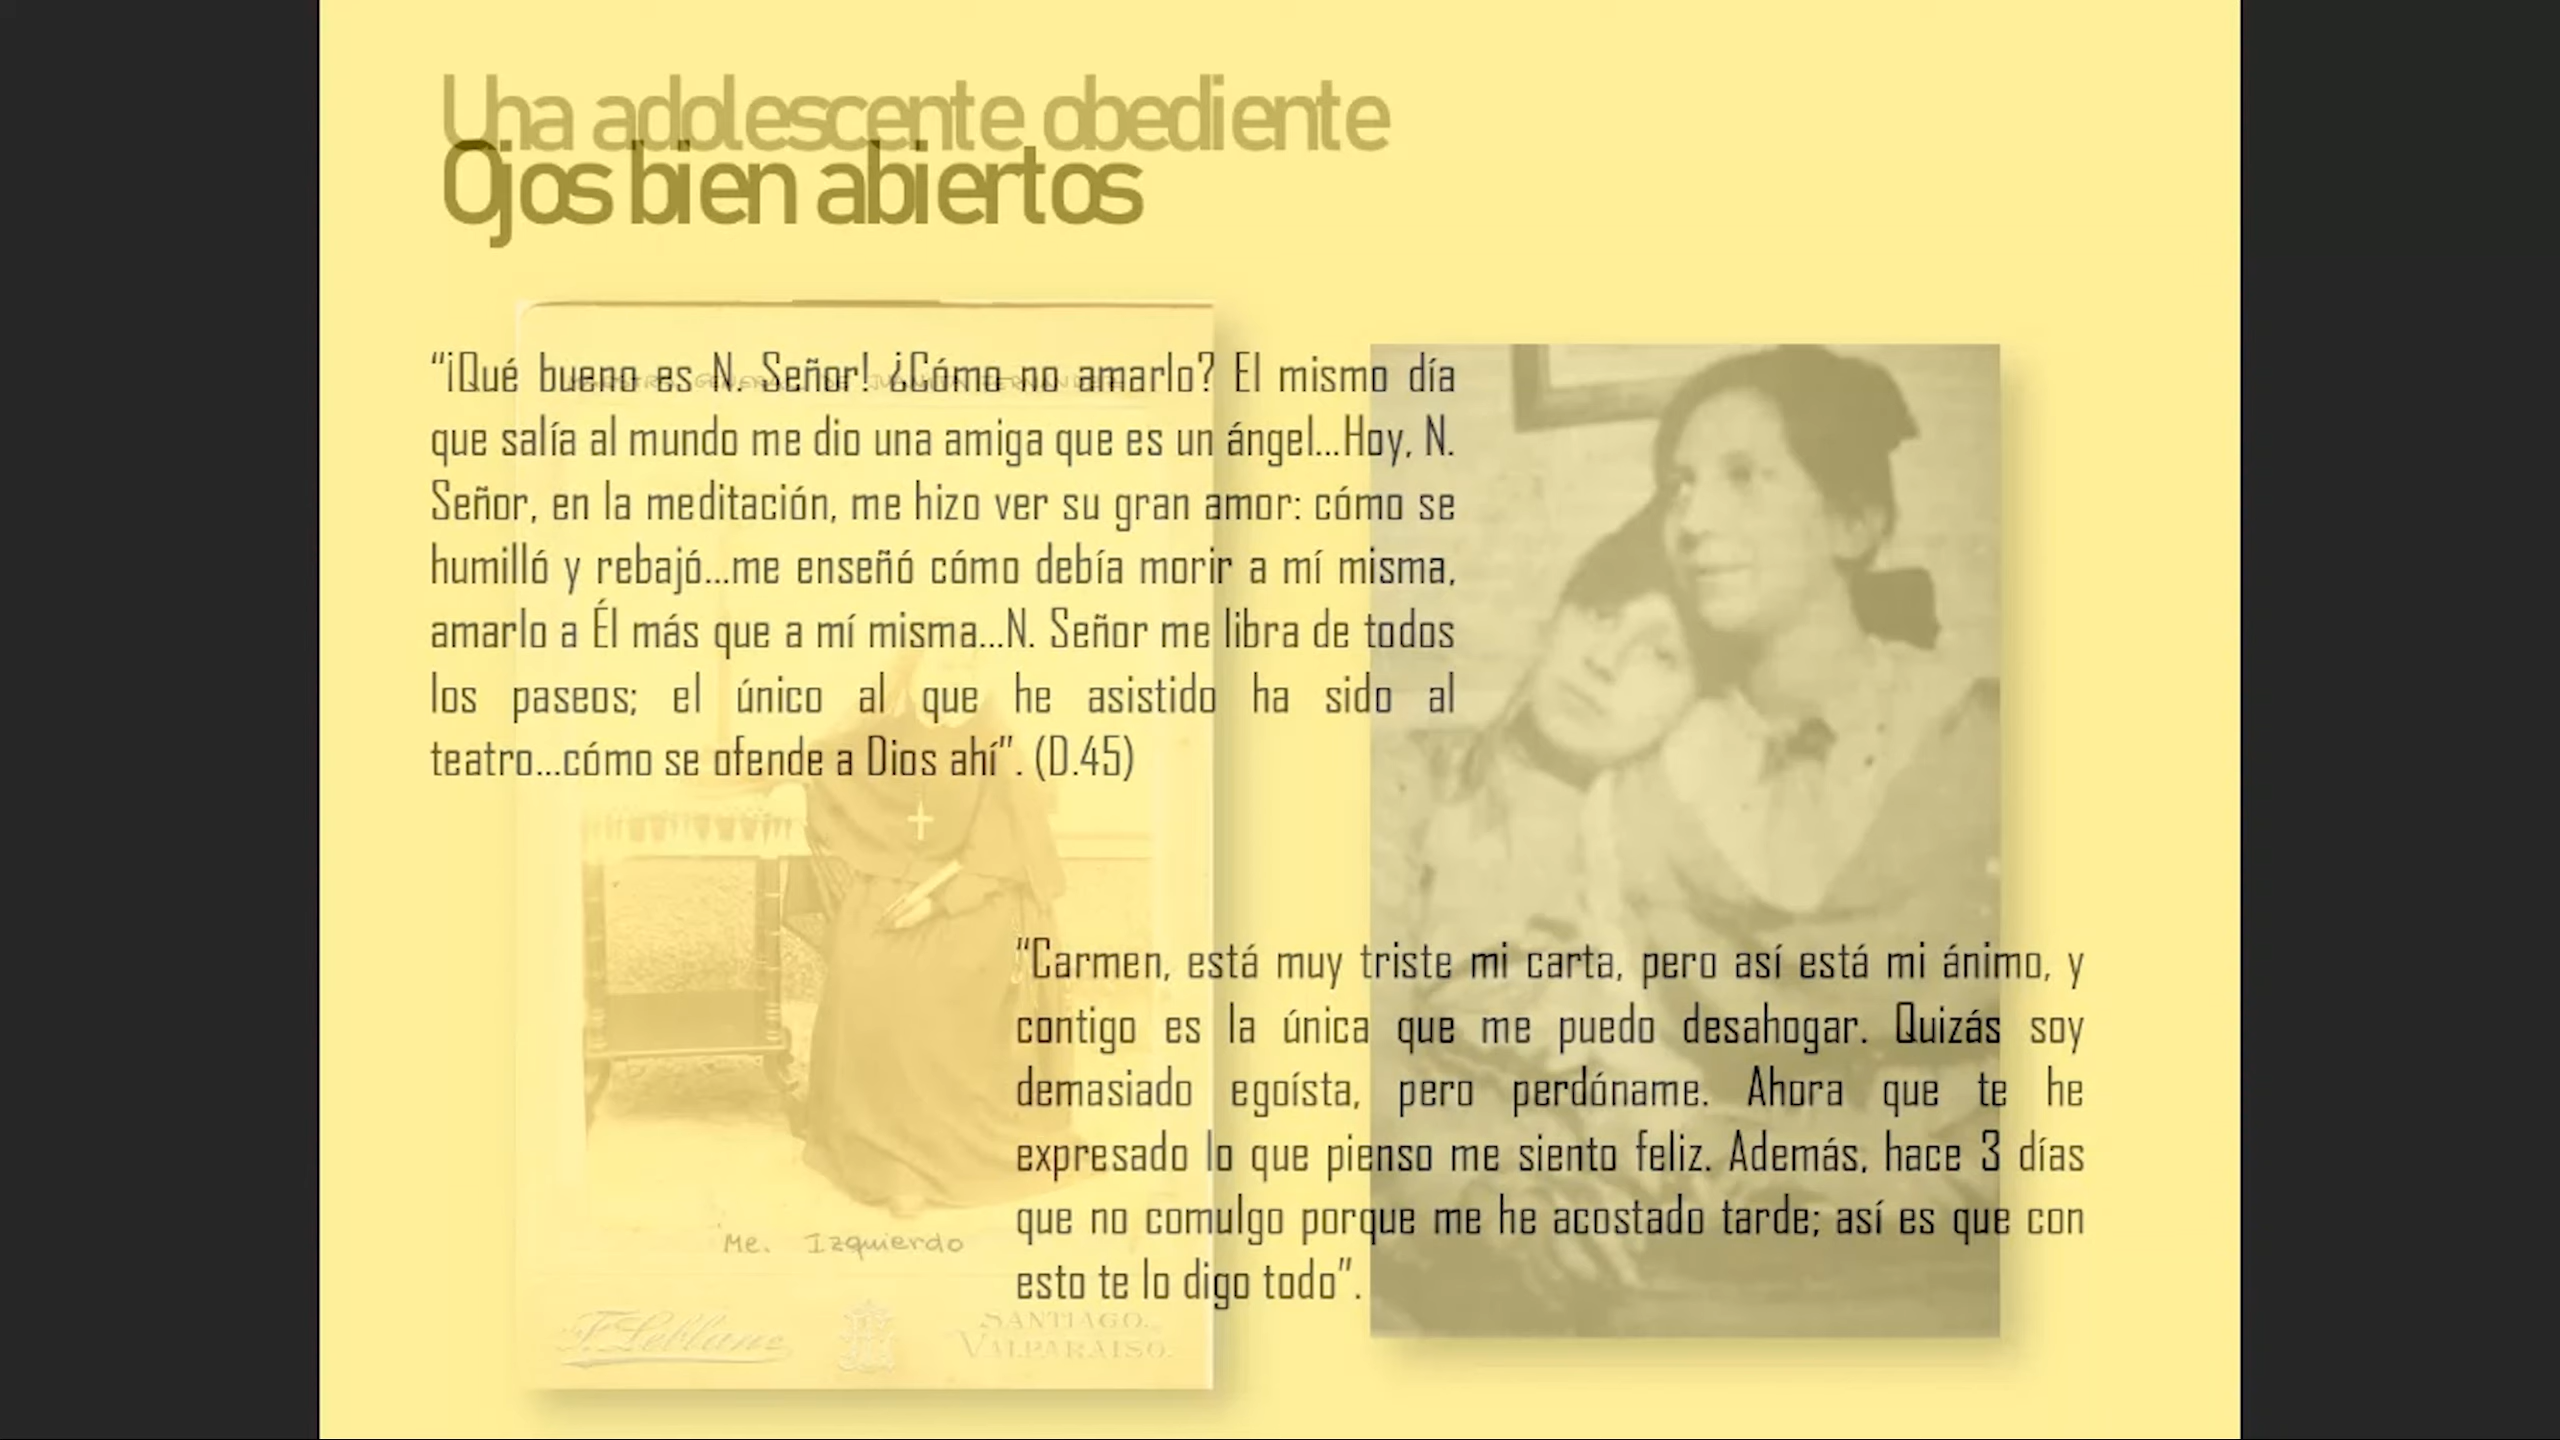 Una adolescente obediente
Ojos bien abiertos
“¡Qué bueno es N. Señor! ¿Cómo no amarlo? El mismo día
que salía al mundo me dio una amiga que es un ángel...Hoy, N.
Señor, en la meditación, me hizo ver su gran amor: cómo se
humilló y rebajó...me enseñó cómo debía morir a mí misma,
amarlo a Él más que a mí misma...N. Señor me libra de todos
los paseos; el único al que he asistido ha sido al
teatro...cómo se ofende a Dios ahí”. (D.45)
“Carmen, está muy triste mi carta, pero así está mi ánimo, y
contigo es la única que me puedo desahogar. Quizás soy
demasiado egoísta, pero perdóname. Ahora que te he
expresado lo que pienso me siento feliz. Además, hace 3 días
que no comulgo porque me he acostado tarde; así es que con
esto te lo digo todo”.
Me. Izquierdo
F. Leblanc
SANTIAGO.
VALPARAISO.